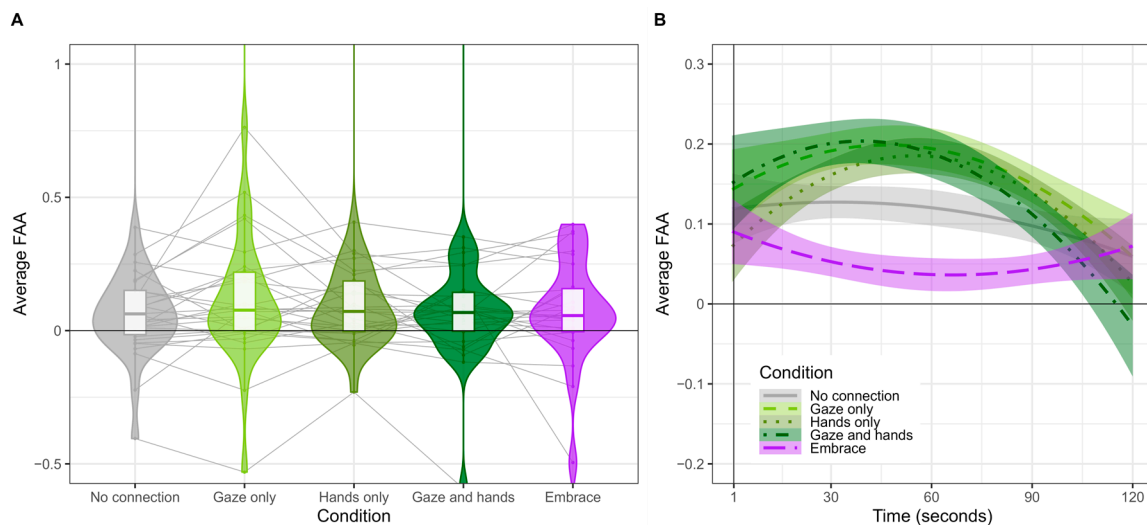 A
Average FAA
1
0.5
0
−0.5
No connection
Gaze only
Hands only
Gaze and hands
Embrace
Condition
B
Average FAA
0.3
0.2
0.1
0
−0.1
−0.2
Condition
No connection
Gaze only
Hands only
Gaze and hands
Embrace
1
30
60
90
120
Time (seconds)